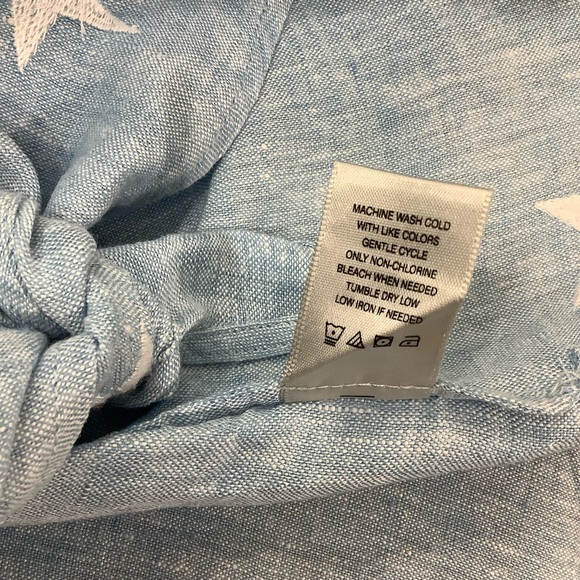 MACHINE WASH COLD
WITH LIKE COLORS
GENTLE CYCLE
ONLY NON-CHLORINE
BLEACH WHEN NEEDED
TUMBLE DRY LOW
LOW IRON IF NEEDED